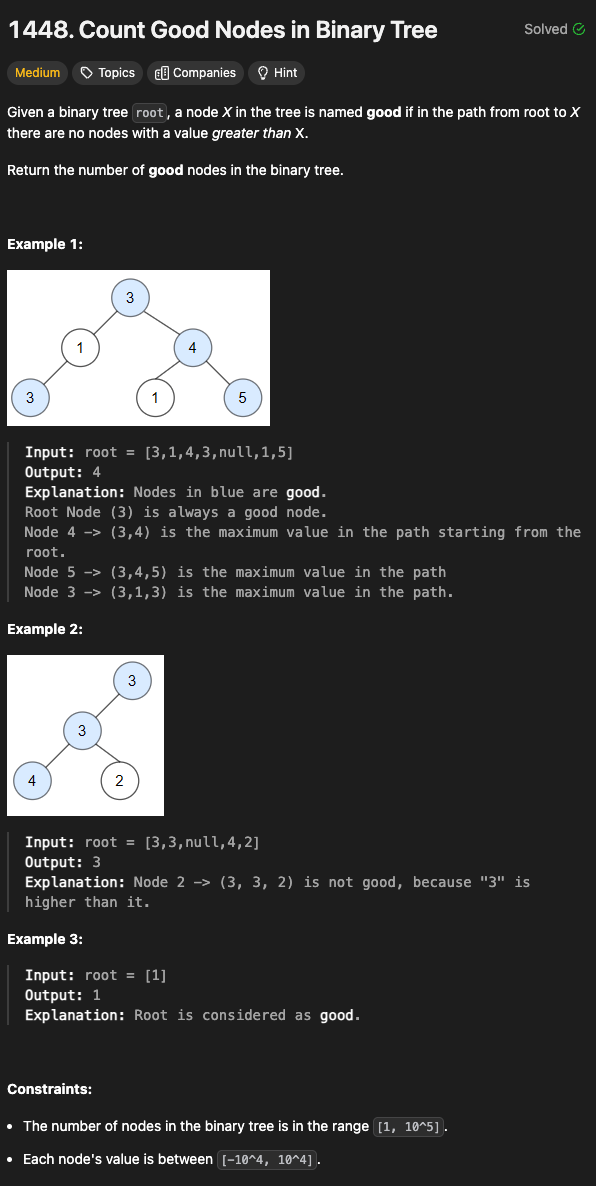 1448. Count Good Nodes in Binary Tree
Solved
Medium
Topics
Companies
Hint
Given a binary tree root, a node X in the tree is named good if in the path from root to X
there are no nodes with a value greater than X.
Return the number of good nodes in the binary tree.
Example 1:
3
1
4
3
1
5
Input: root = [3,1,4,3,null,1,5]
Output: 4
Explanation: Nodes in blue are good.
Root Node (3) is always a good node.
Node 4 -> (3,4) is the maximum value in the path starting from the
root.
Node 5 -> (3,4,5) is the maximum value in the path
Node 3 -> (3,1,3) is the maximum value in the path.
Example 2:
3
3
4
2
Input: root = [3,3,null,4,2]
Output: 3
Explanation: Node 2 -> (3, 3, 2) is not good, because "3" is
higher than it.
Example 3:
Input: root = [1]
Output: 1
Explanation: Root is considered as good.
Constraints:
• The number of nodes in the binary tree is in the range [1, 10^5].
• Each node's value is between [-10^4, 10^4].